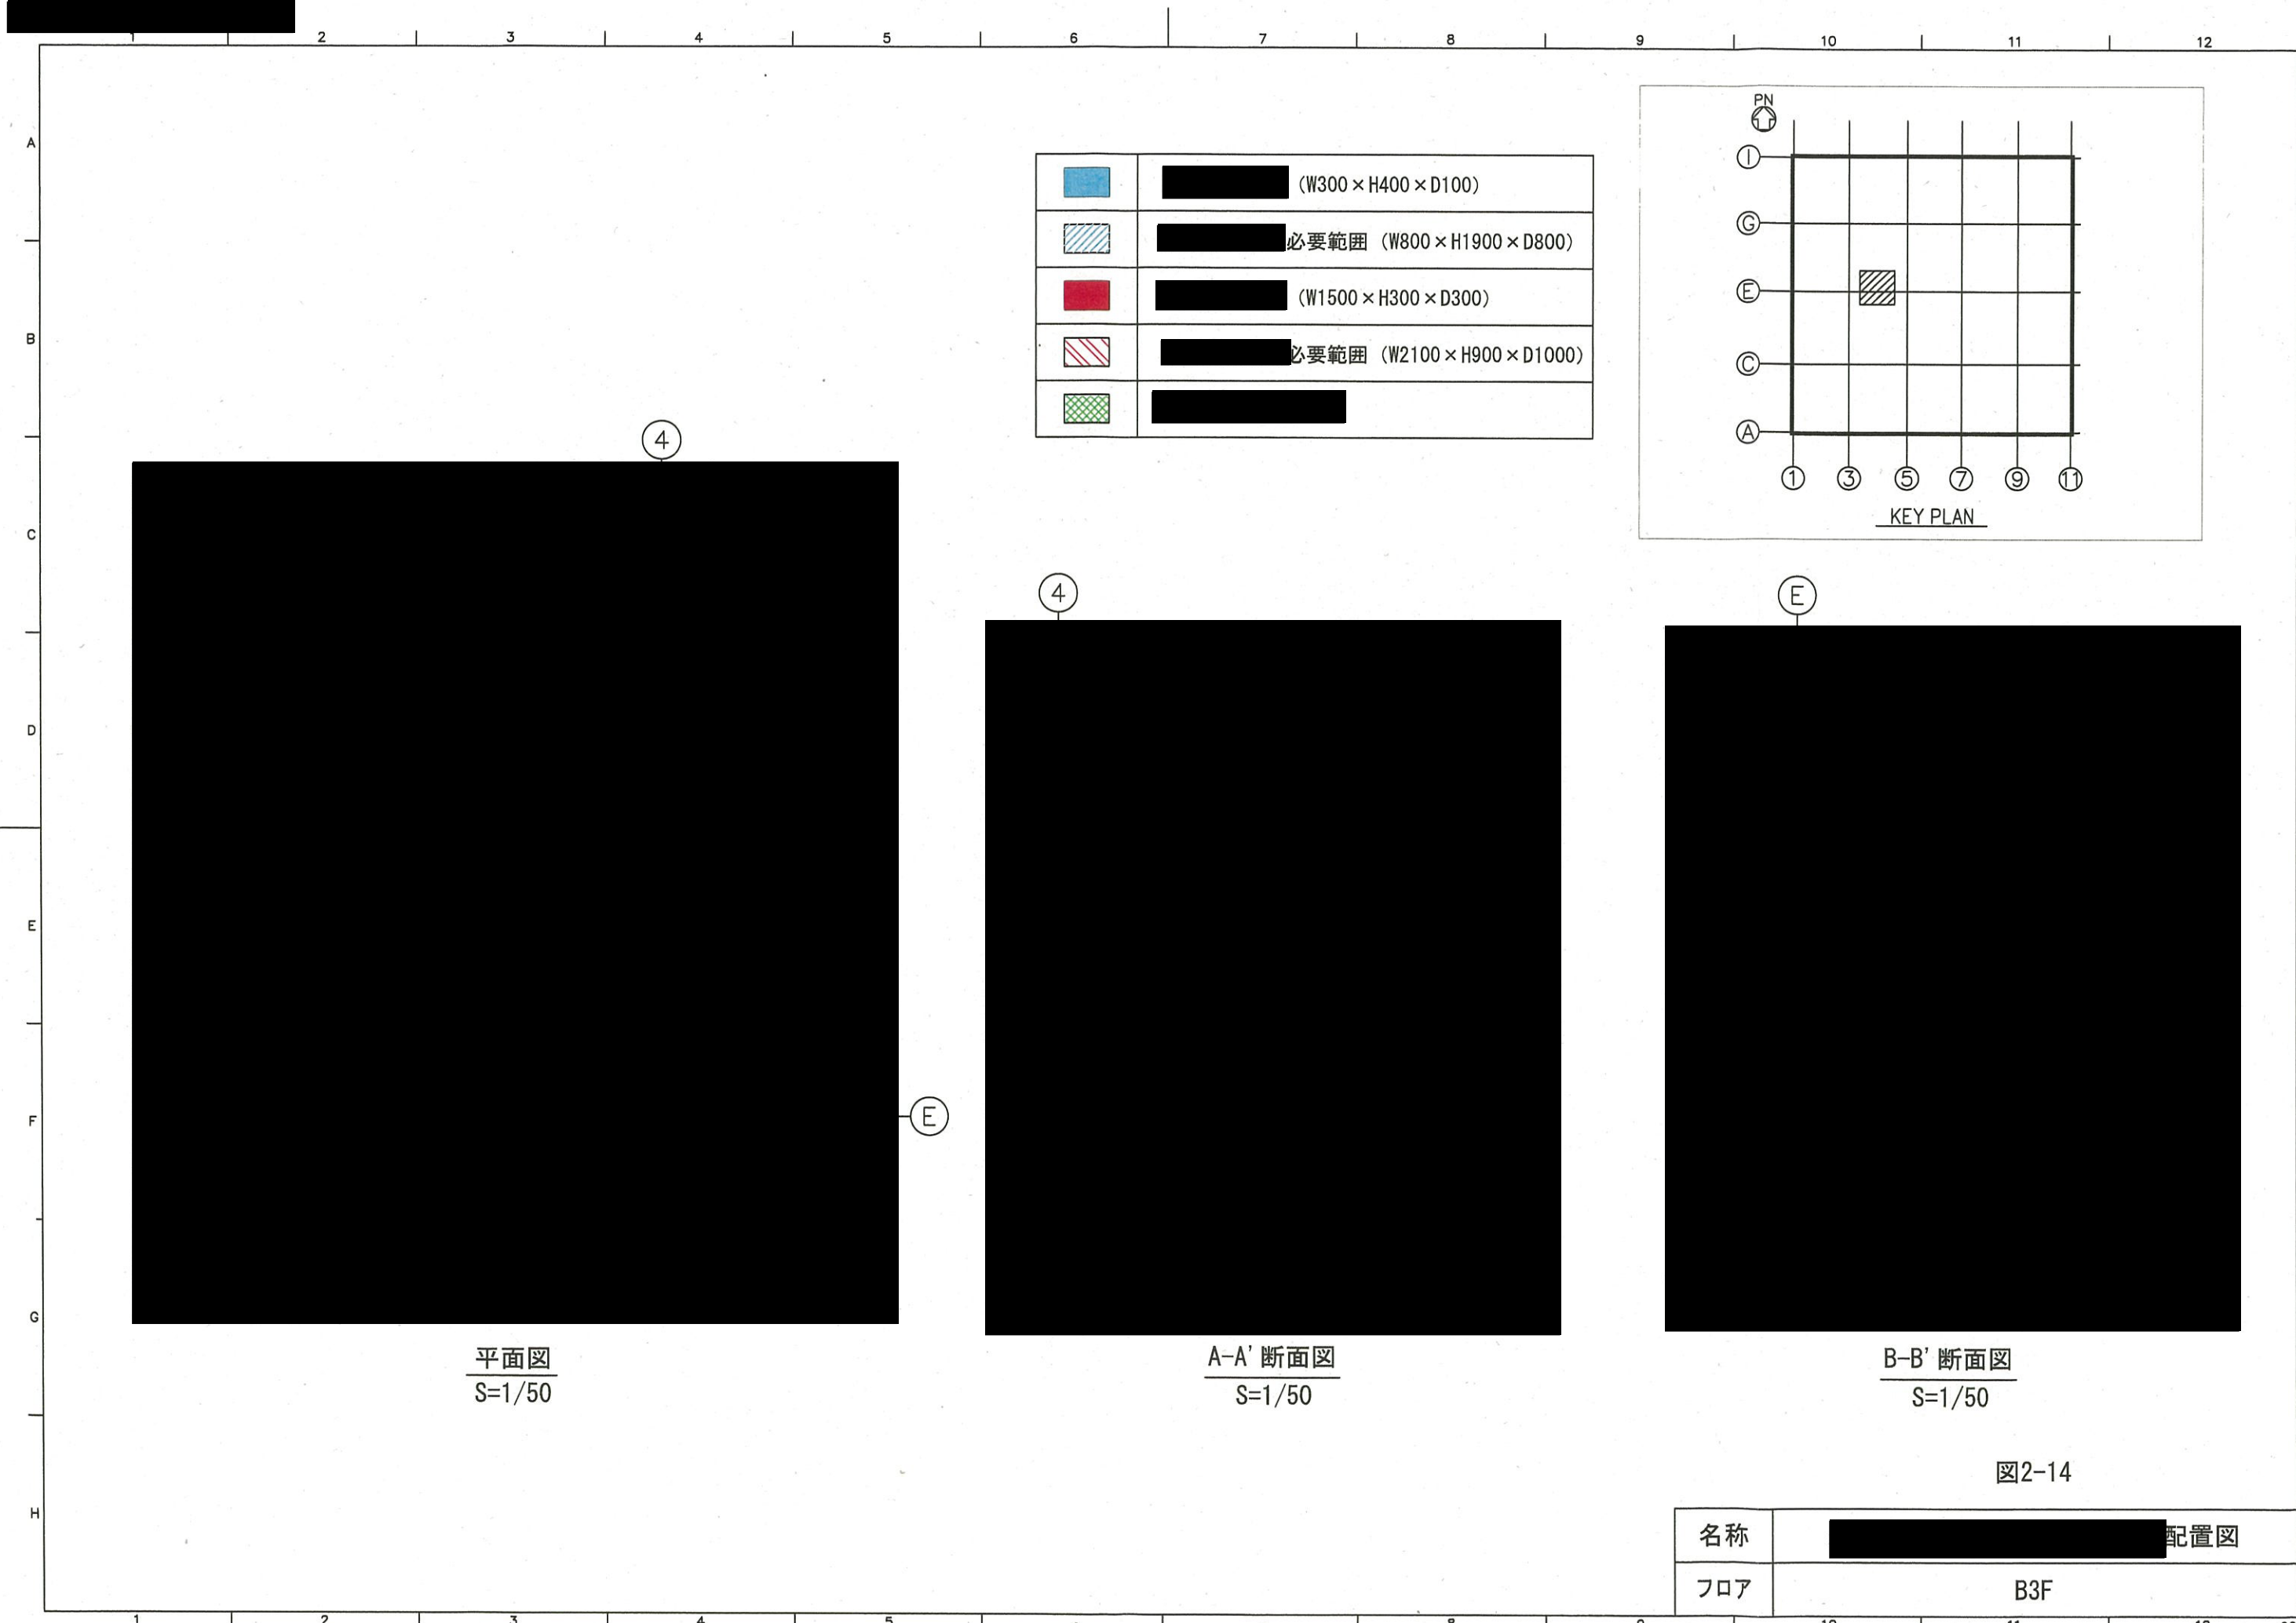 1 2 3 4 5 6 7 8 9 10 11 12
A
B
C
D
E
F
G
H
(W300×H400×D100)
必要範囲 (W800×H1900×D800)
(W1500×H300×D300)
必要範囲 (W2100×H900×D1000)
PN
I
G
E
C
A
1 3 5 7 9 11
KEY PLAN
4
4
E
E
平面図
S=1/50
A-A' 断面図
S=1/50
B-B' 断面図
S=1/50
図2-14
名称 配置図
フロア B3F